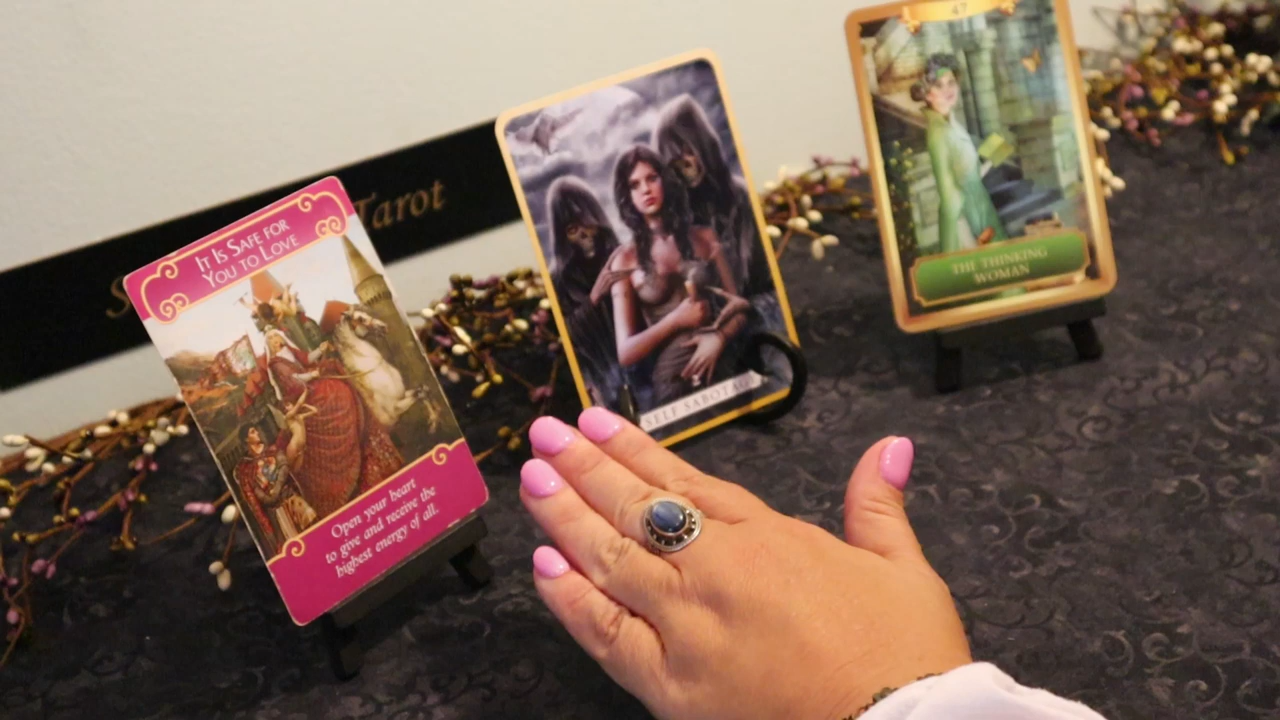 Tarot
IT IS SAFE FOR
YOU TO LOVE
Open your heart
to give and receive the
highest energy of all.
SELF SABOTAGE
47
THE THINKING
WOMAN